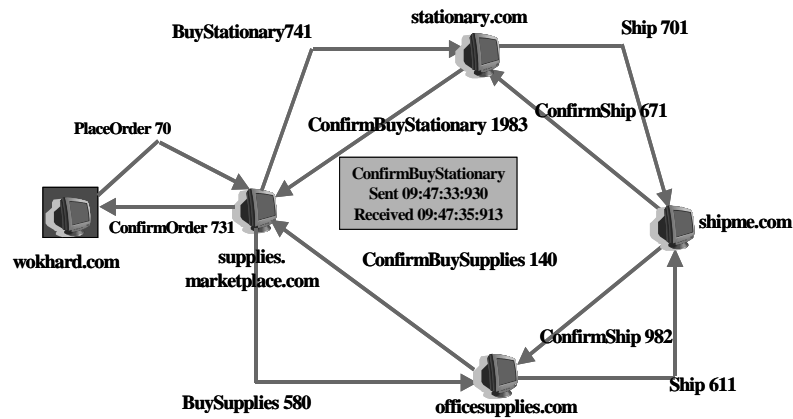 stationary.com
BuyStationary741
Ship 701
ConfirmShip 671
ConfirmBuyStationary 1983
PlaceOrder 70
ConfirmBuyStationary
Sent 09:47:33:930
Received 09:47:35:913
shipme.com
ConfirmOrder 731
wokhard.com
supplies.
marketplace.com
ConfirmBuySupplies 140
ConfirmShip 982
Ship 611
BuySupplies 580
officesupplies.com